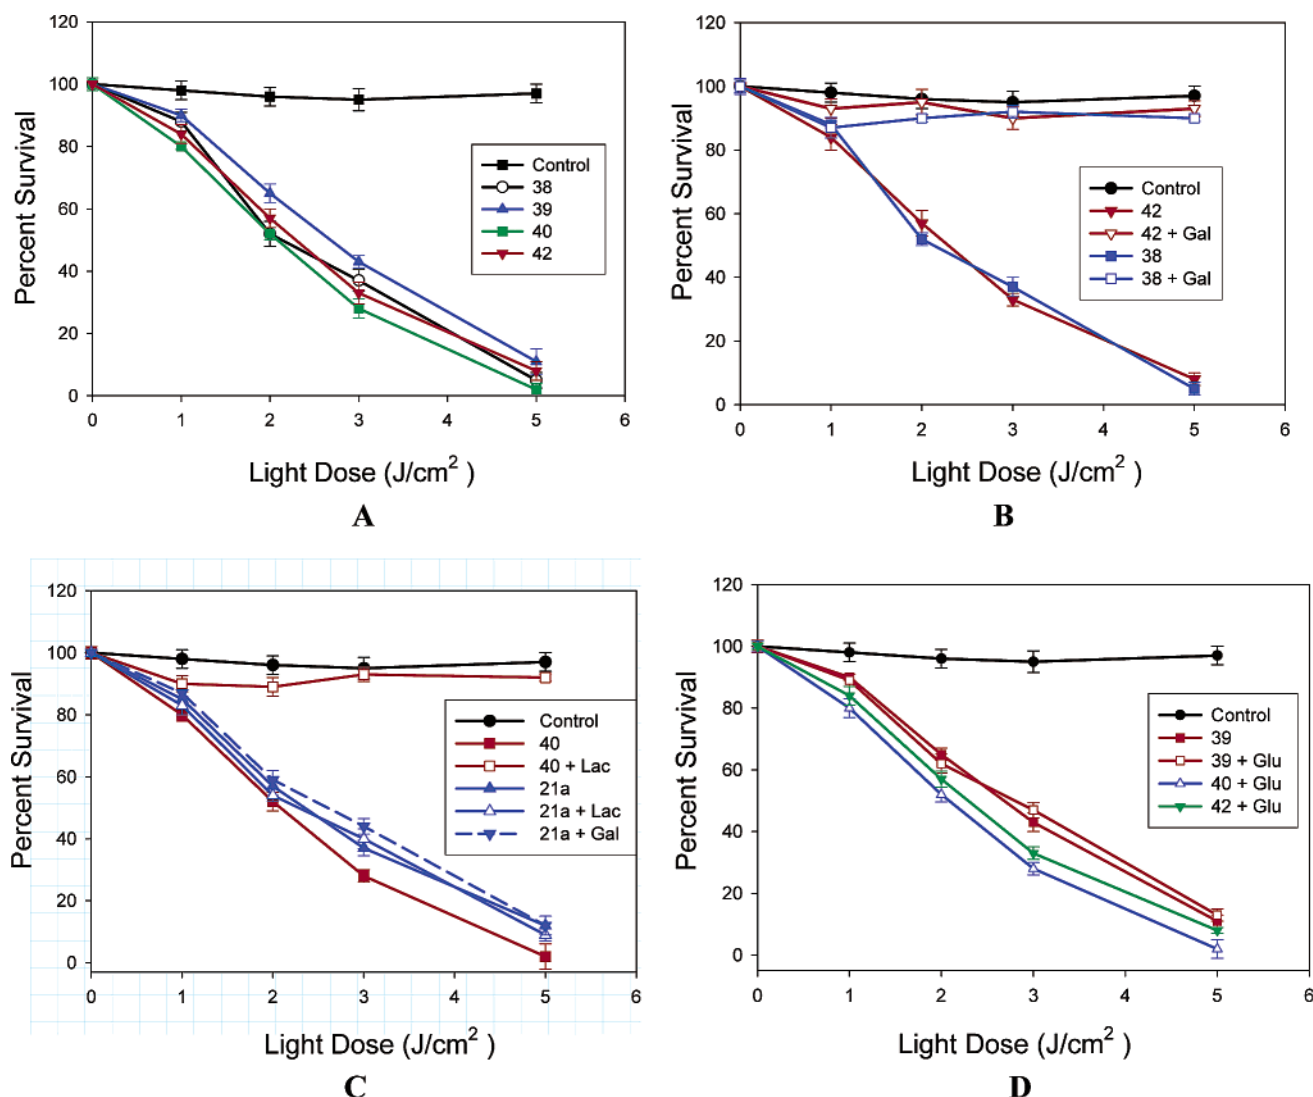 120
100
80
60
40
20
0
Percent Survival
Control
38
39
40
42
0 1 2 3 4 5 6
Light Dose (J/cm² )
A
120
100
80
60
40
20
0
Percent Survival
Control
42
42 + Gal
38
38 + Gal
0 1 2 3 4 5 6
Light Dose (J/cm² )
B
120
100
80
60
40
20
0
Percent Survival
Control
40
40 + Lac
21a
21a + Lac
21a + Gal
0 1 2 3 4 5 6
Light Dose (J/cm² )
C
120
100
80
60
40
20
0
Percent Survival
Control
39
39 + Glu
40 + Glu
42 + Glu
0 1 2 3 4 5 6
Light Dose (J/cm² )
D